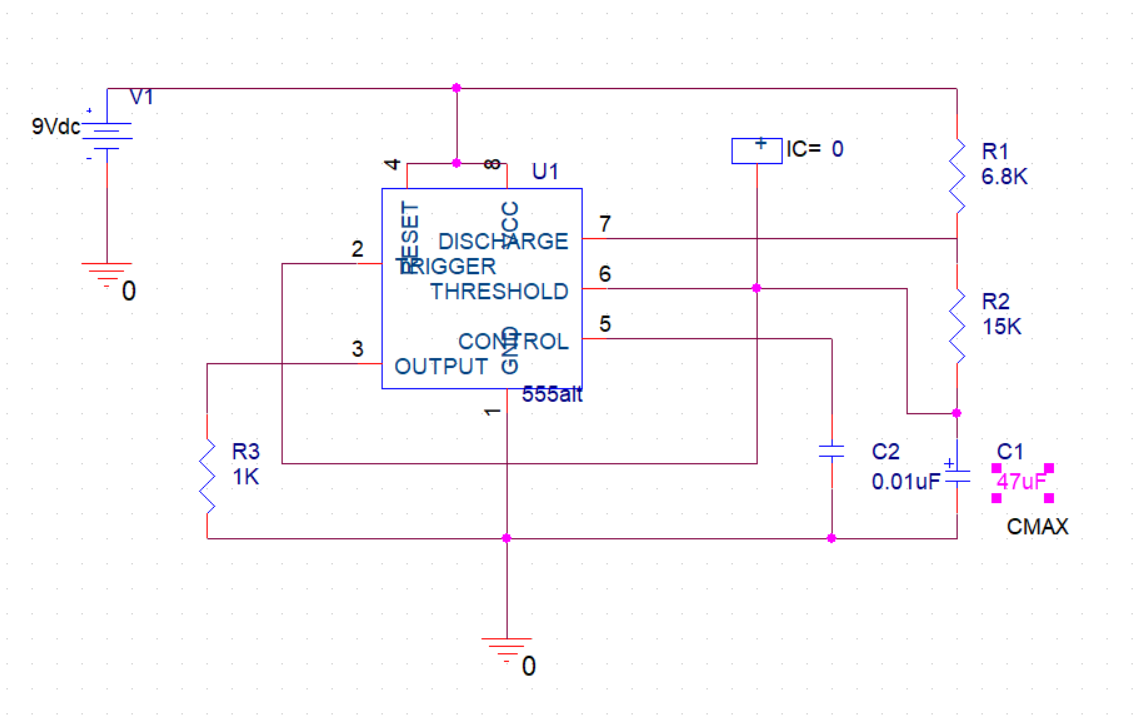 V1
9Vdc
0
4
8
U1
IC= 0
R1
6.8K
RESET
VCC
7
DISCHARGE
2
TRIGGER
6
THRESHOLD
R2
15K
5
CONTROL
GND
3
OUTPUT
555alt
1
R3
1K
C2
0.01uF
C1
47uF
CMAX
0